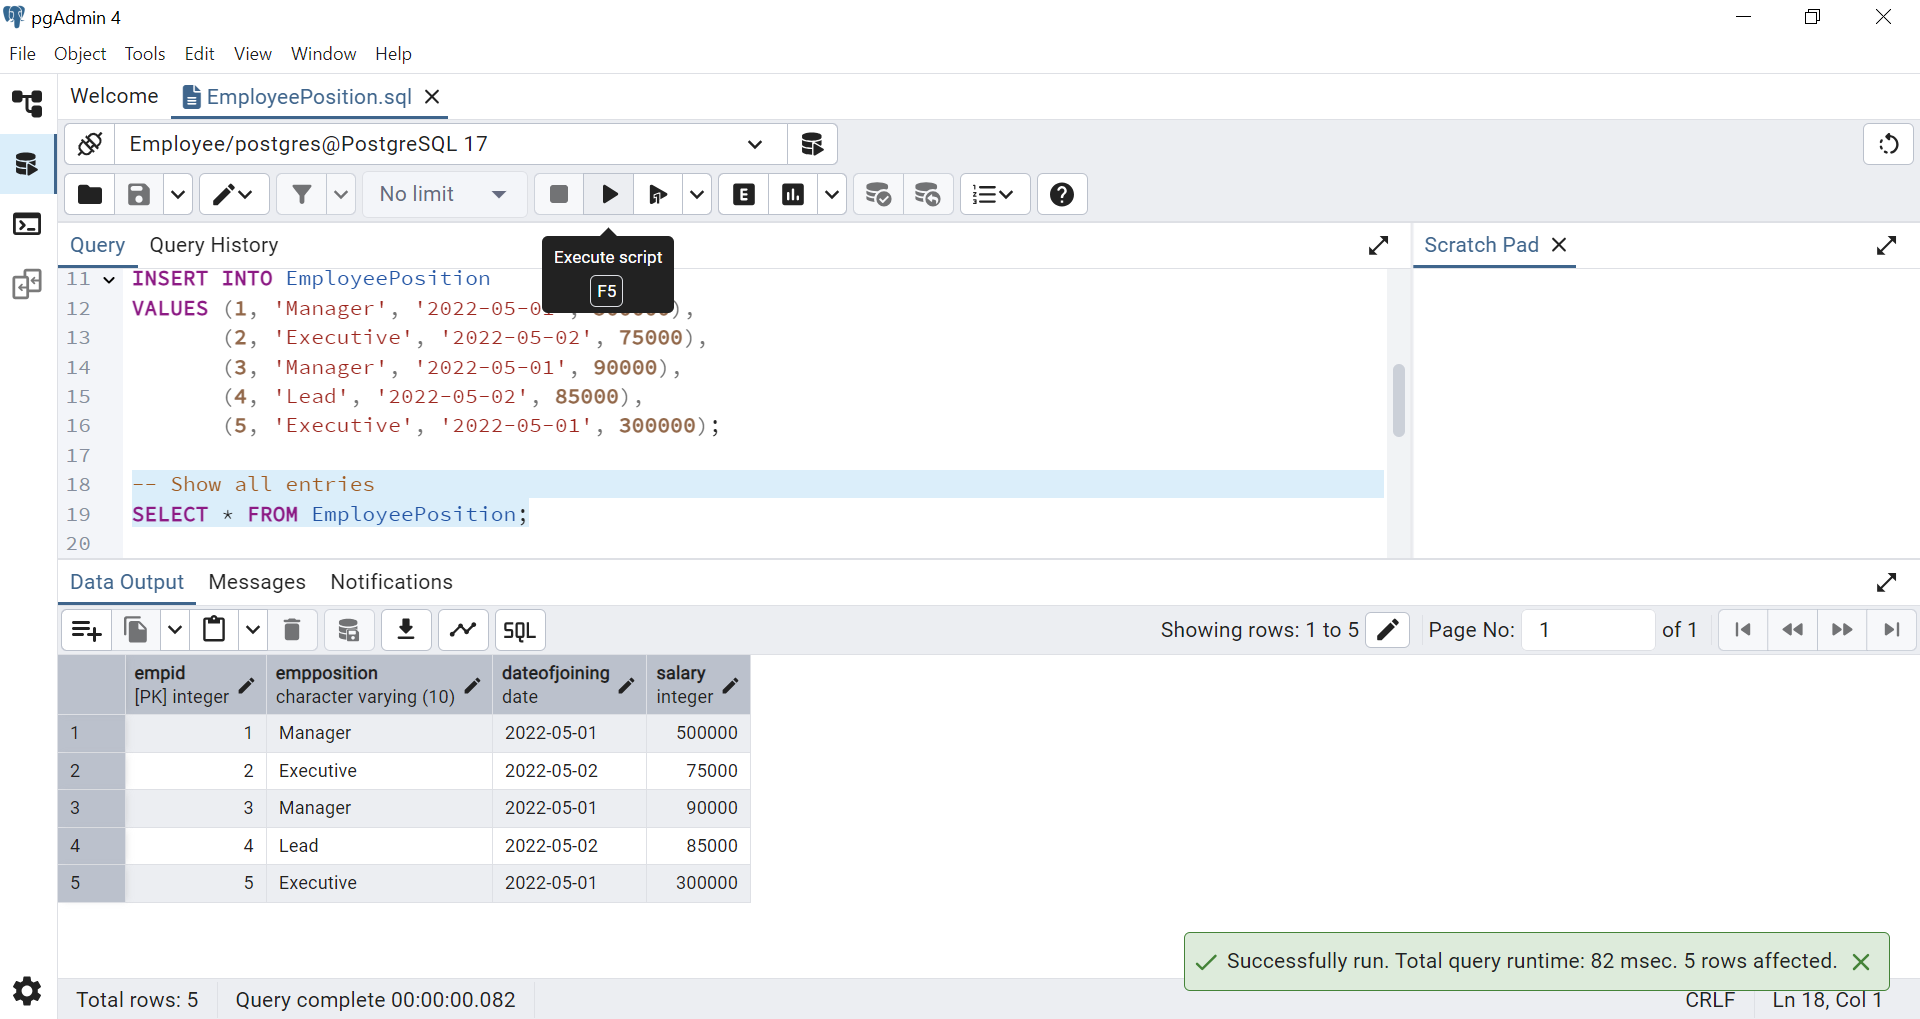 pgAdmin 4
File Object Tools Edit View Window Help
Welcome EmployeePosition.sql
Employee/postgres@PostgreSQL 17
No limit
E
Query Query History
Execute script
F5
Scratch Pad
11 INSERT INTO EmployeePosition
12 VALUES (1, 'Manager', '2022-05-01 ),
13 (2, 'Executive', '2022-05-02', 75000),
14 (3, 'Manager', '2022-05-01', 90000),
15 (4, 'Lead', '2022-05-02', 85000),
16 (5, 'Executive', '2022-05-01', 300000);
17
18 -- Show all entries
19 SELECT * FROM EmployeePosition;
20
Data Output Messages Notifications
SQL Showing rows: 1 to 5 Page No: 1 of 1
empid empposition dateofjoining salary
[PK] integer character varying (10) date integer
1 1 Manager 2022-05-01 500000
2 2 Executive 2022-05-02 75000
3 3 Manager 2022-05-01 90000
4 4 Lead 2022-05-02 85000
5 5 Executive 2022-05-01 300000
Successfully run. Total query runtime: 82 msec. 5 rows affected.
Total rows: 5 Query complete 00:00:00.082 CRLF Ln 18, Col 1